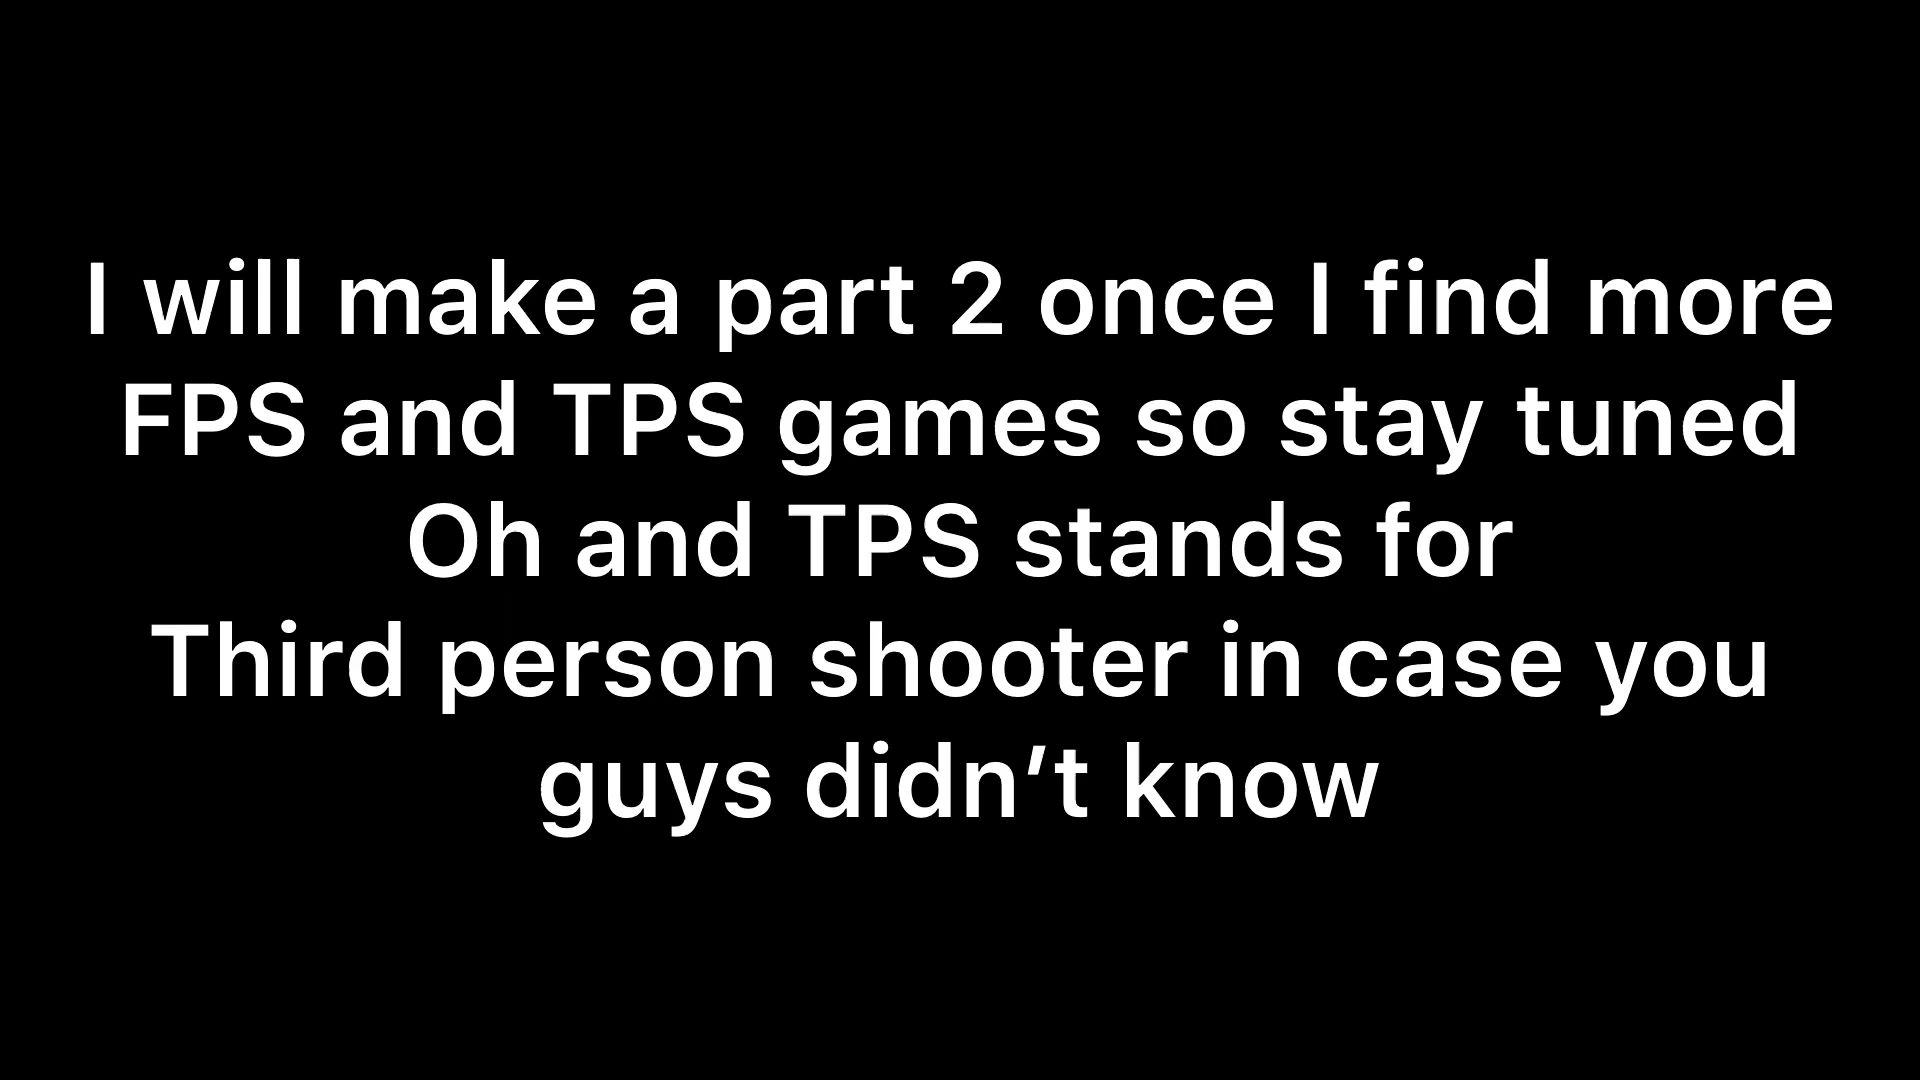 I will make a part 2 once I find more
FPS and TPS games so stay tuned
Oh and TPS stands for
Third person shooter in case you
guys didn’t know